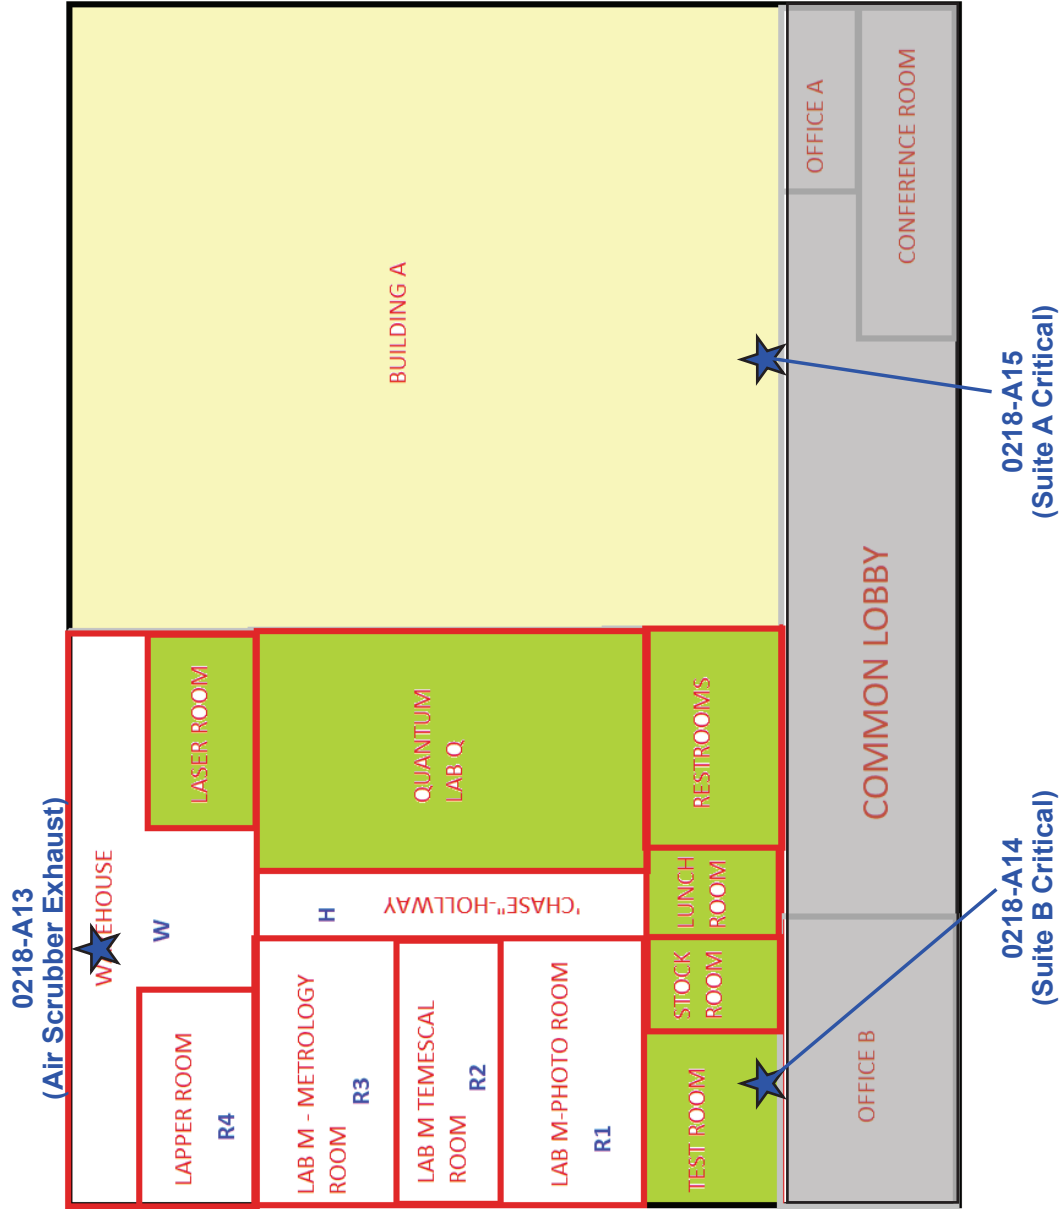 0218-A13
(Air Scrubber Exhaust)
W EHOUSE
W
LASER ROOM
LAPPER ROOM
R4
BUILDING A
QUANTUM
LAB Q
H
'CHASE"-HOLLWAY
LAB M - METROLOGY
ROOM
R3
LAB M TEMESCAL
ROOM
R2
LAB M-PHOTO ROOM
R1
RESTROOMS
LUNCH
ROOM
STOCK
ROOM
TEST ROOM
OFFICE A
CONFERENCE ROOM
COMMON LOBBY
OFFICE B
0218-A14
(Suite B Critical)
0218-A15
(Suite A Critical)